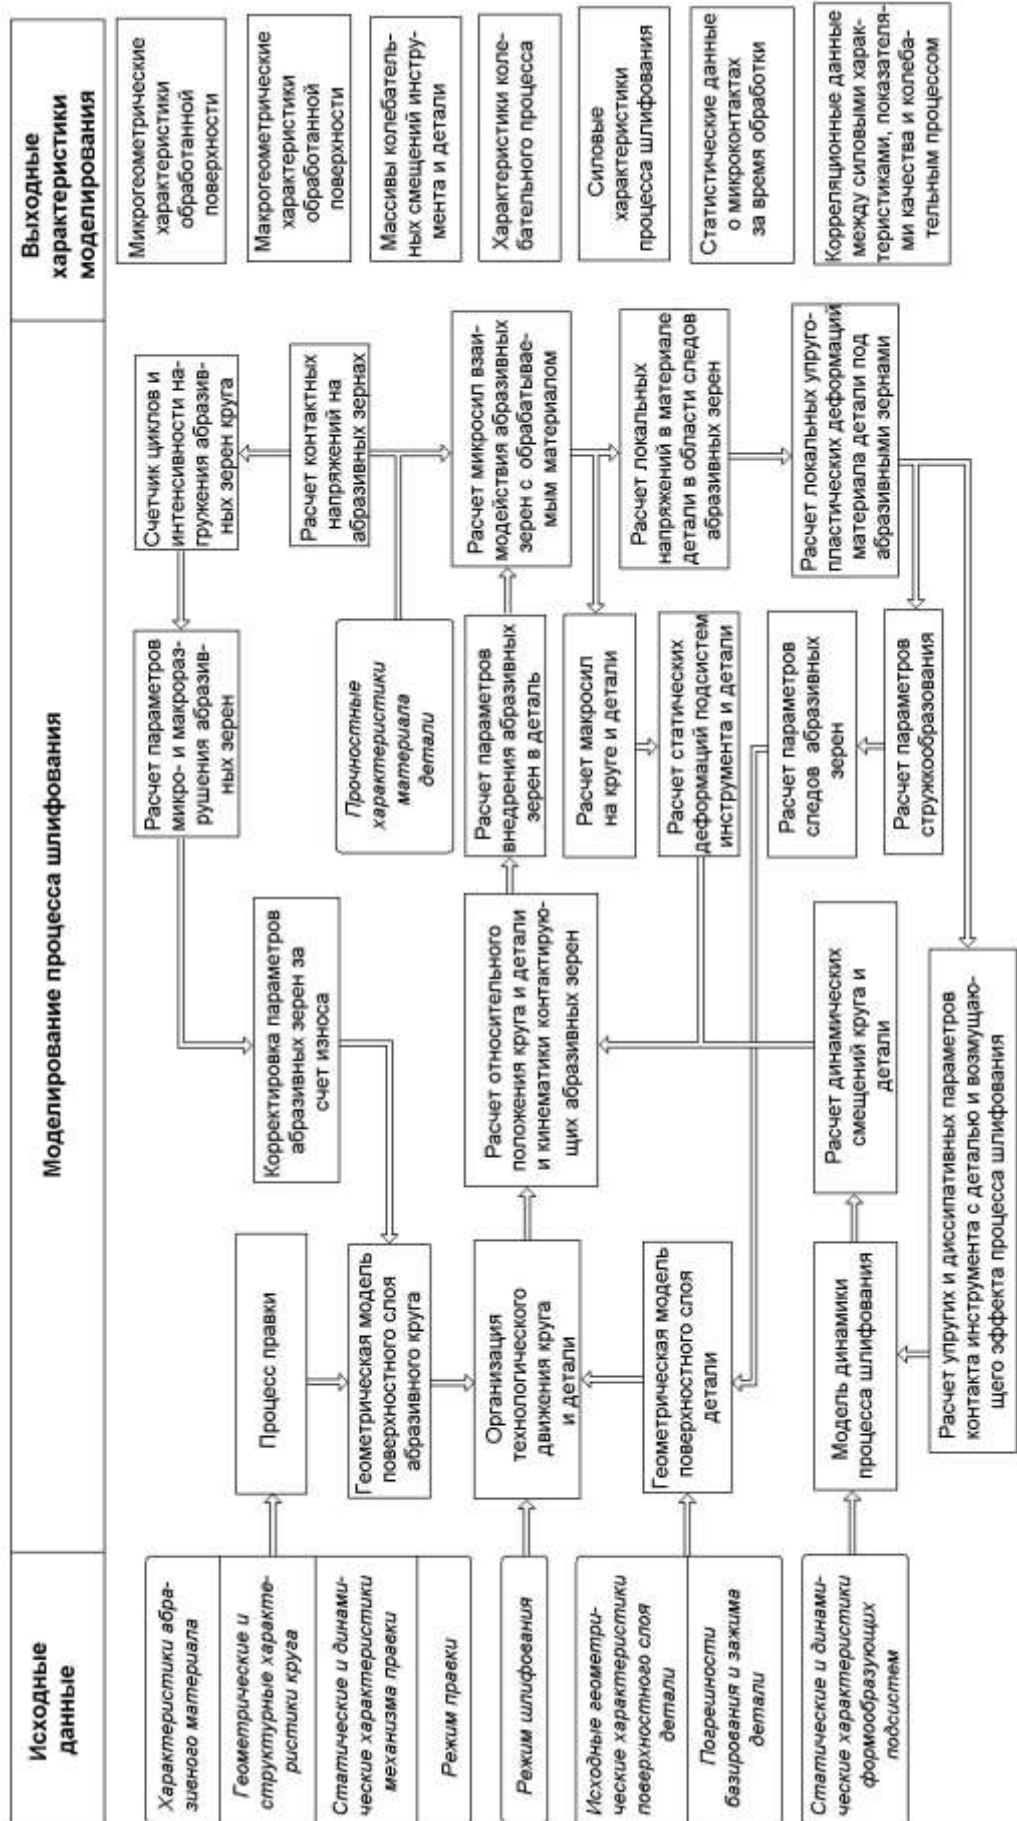 Исходные
данные
Моделирование процесса шлифования
Выходные
характеристики
моделирования
Характеристики абра-
зивного материала
Геометрические и
структурные характе-
ристики круга
Статические и динами-
ческие характеристики
механизма правки
Режим правки
Режим шлифования
Исходные геометри-
ческие характеристики
поверхностного слоя
детали
Погрешности
базирования и зажима
детали
Статические и динами-
ческие характеристики
формообразующих
подсистем
Процесс правки
Геометрическая модель
поверхностного слоя
абразивного круга
Организация
технологического
движения круга
и детали
Геометрическая модель
поверхностного слоя
детали
Модель динамики
процесса шлифования
Расчет упругих и диссипативных параметров
контакта инструмента с деталью и возмущаю-
щего эффекта процесса шлифования
Корректировка параметров
абразивных зерен за
счет износа
Расчет относительного
положения круга и детали
и кинематики контактирую-
щих абразивных зерен
Расчет динамических
смещений круга и
детали
Расчет параметров
микро- и макрораз-
рушения абразив-
ных зерен
Прочностные
характеристики
материала
детали
Расчет параметров
внедрения абразивных
зерен в деталь
Расчет макросил
на круге и детали
Расчет статических
деформаций подсистем
инструмента и детали
Расчет параметров
следов абразивных
зерен
Расчет параметров
стружкообразования
Счетчик циклов и
интенсивности на-
гружения абразив-
ных зерен круга
Расчет контактных
напряжений на
абразивных зернах
Расчет микросил взаи-
модействия абразивных
зерен с обрабатывае-
мым материалом
Расчет локальных
напряжений в материале
детали в области следов
абразивных зерен
Расчет локальных упруго-
пластических деформаций
материала детали под
абразивными зернами
Микрогеометрические
характеристики
обработанной
поверхности
Макрогеометрические
характеристики
обработанной
поверхности
Массивы колебатель-
ных смещений инстру-
мента и детали
Характеристики коле-
бательного процесса
Силовые
характеристики
процесса шлифования
Статистические данные
о микроконтактах
за время обработки
Корреляционные данные
между силовыми харак-
теристиками, показателя-
ми качества и колеба-
тельным процессом